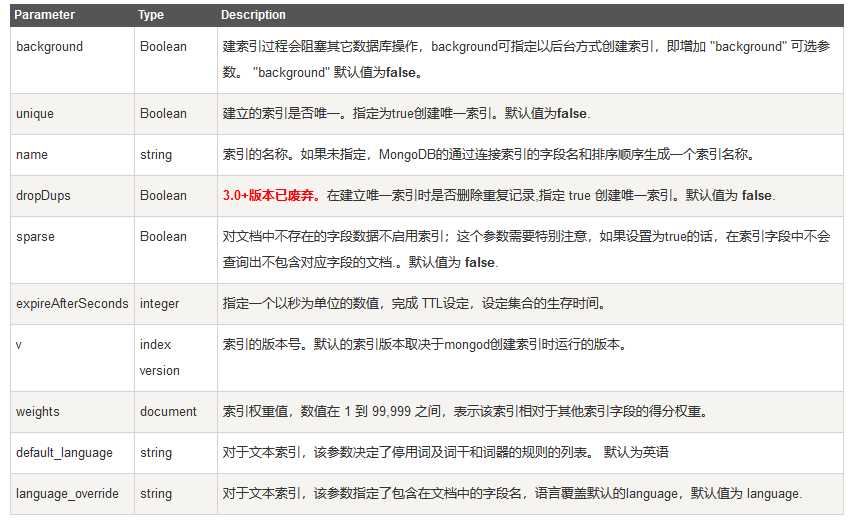 Parameter Type Description
background Boolean 建索引过程会阻塞其它数据库操作，background可指定以后台方式创建索引，即增加 "background" 可选参
数。 "background" 默认值为false。
unique Boolean 建立的索引是否唯一。指定为true创建唯一索引。默认值为false.
name string 索引的名称。如果未指定，MongoDB的通过连接索引的字段名和排序顺序生成一个索引名称。
dropDups Boolean 3.0+版本已废弃。在建立唯一索引时是否删除重复记录,指定 true 创建唯一索引。默认值为 false.
sparse Boolean 对文档中不存在的字段数据不启用索引；这个参数需要特别注意，如果设置为true的话，在索引字段中不会
查询出不包含对应字段的文档.。默认值为 false.
expireAfterSeconds integer 指定一个以秒为单位的数值，完成 TTL设定，设定集合的生存时间。
v index 索引的版本号。默认的索引版本取决于mongod创建索引时运行的版本。
version
weights document 索引权重值，数值在 1 到 99,999 之间，表示该索引相对于其他索引字段的得分权重。
default_language string 对于文本索引，该参数决定了停用词及词干和词器的规则的列表。 默认为英语
language_override string 对于文本索引，该参数指定了包含在文档中的字段名，语言覆盖默认的language，默认值为 language.